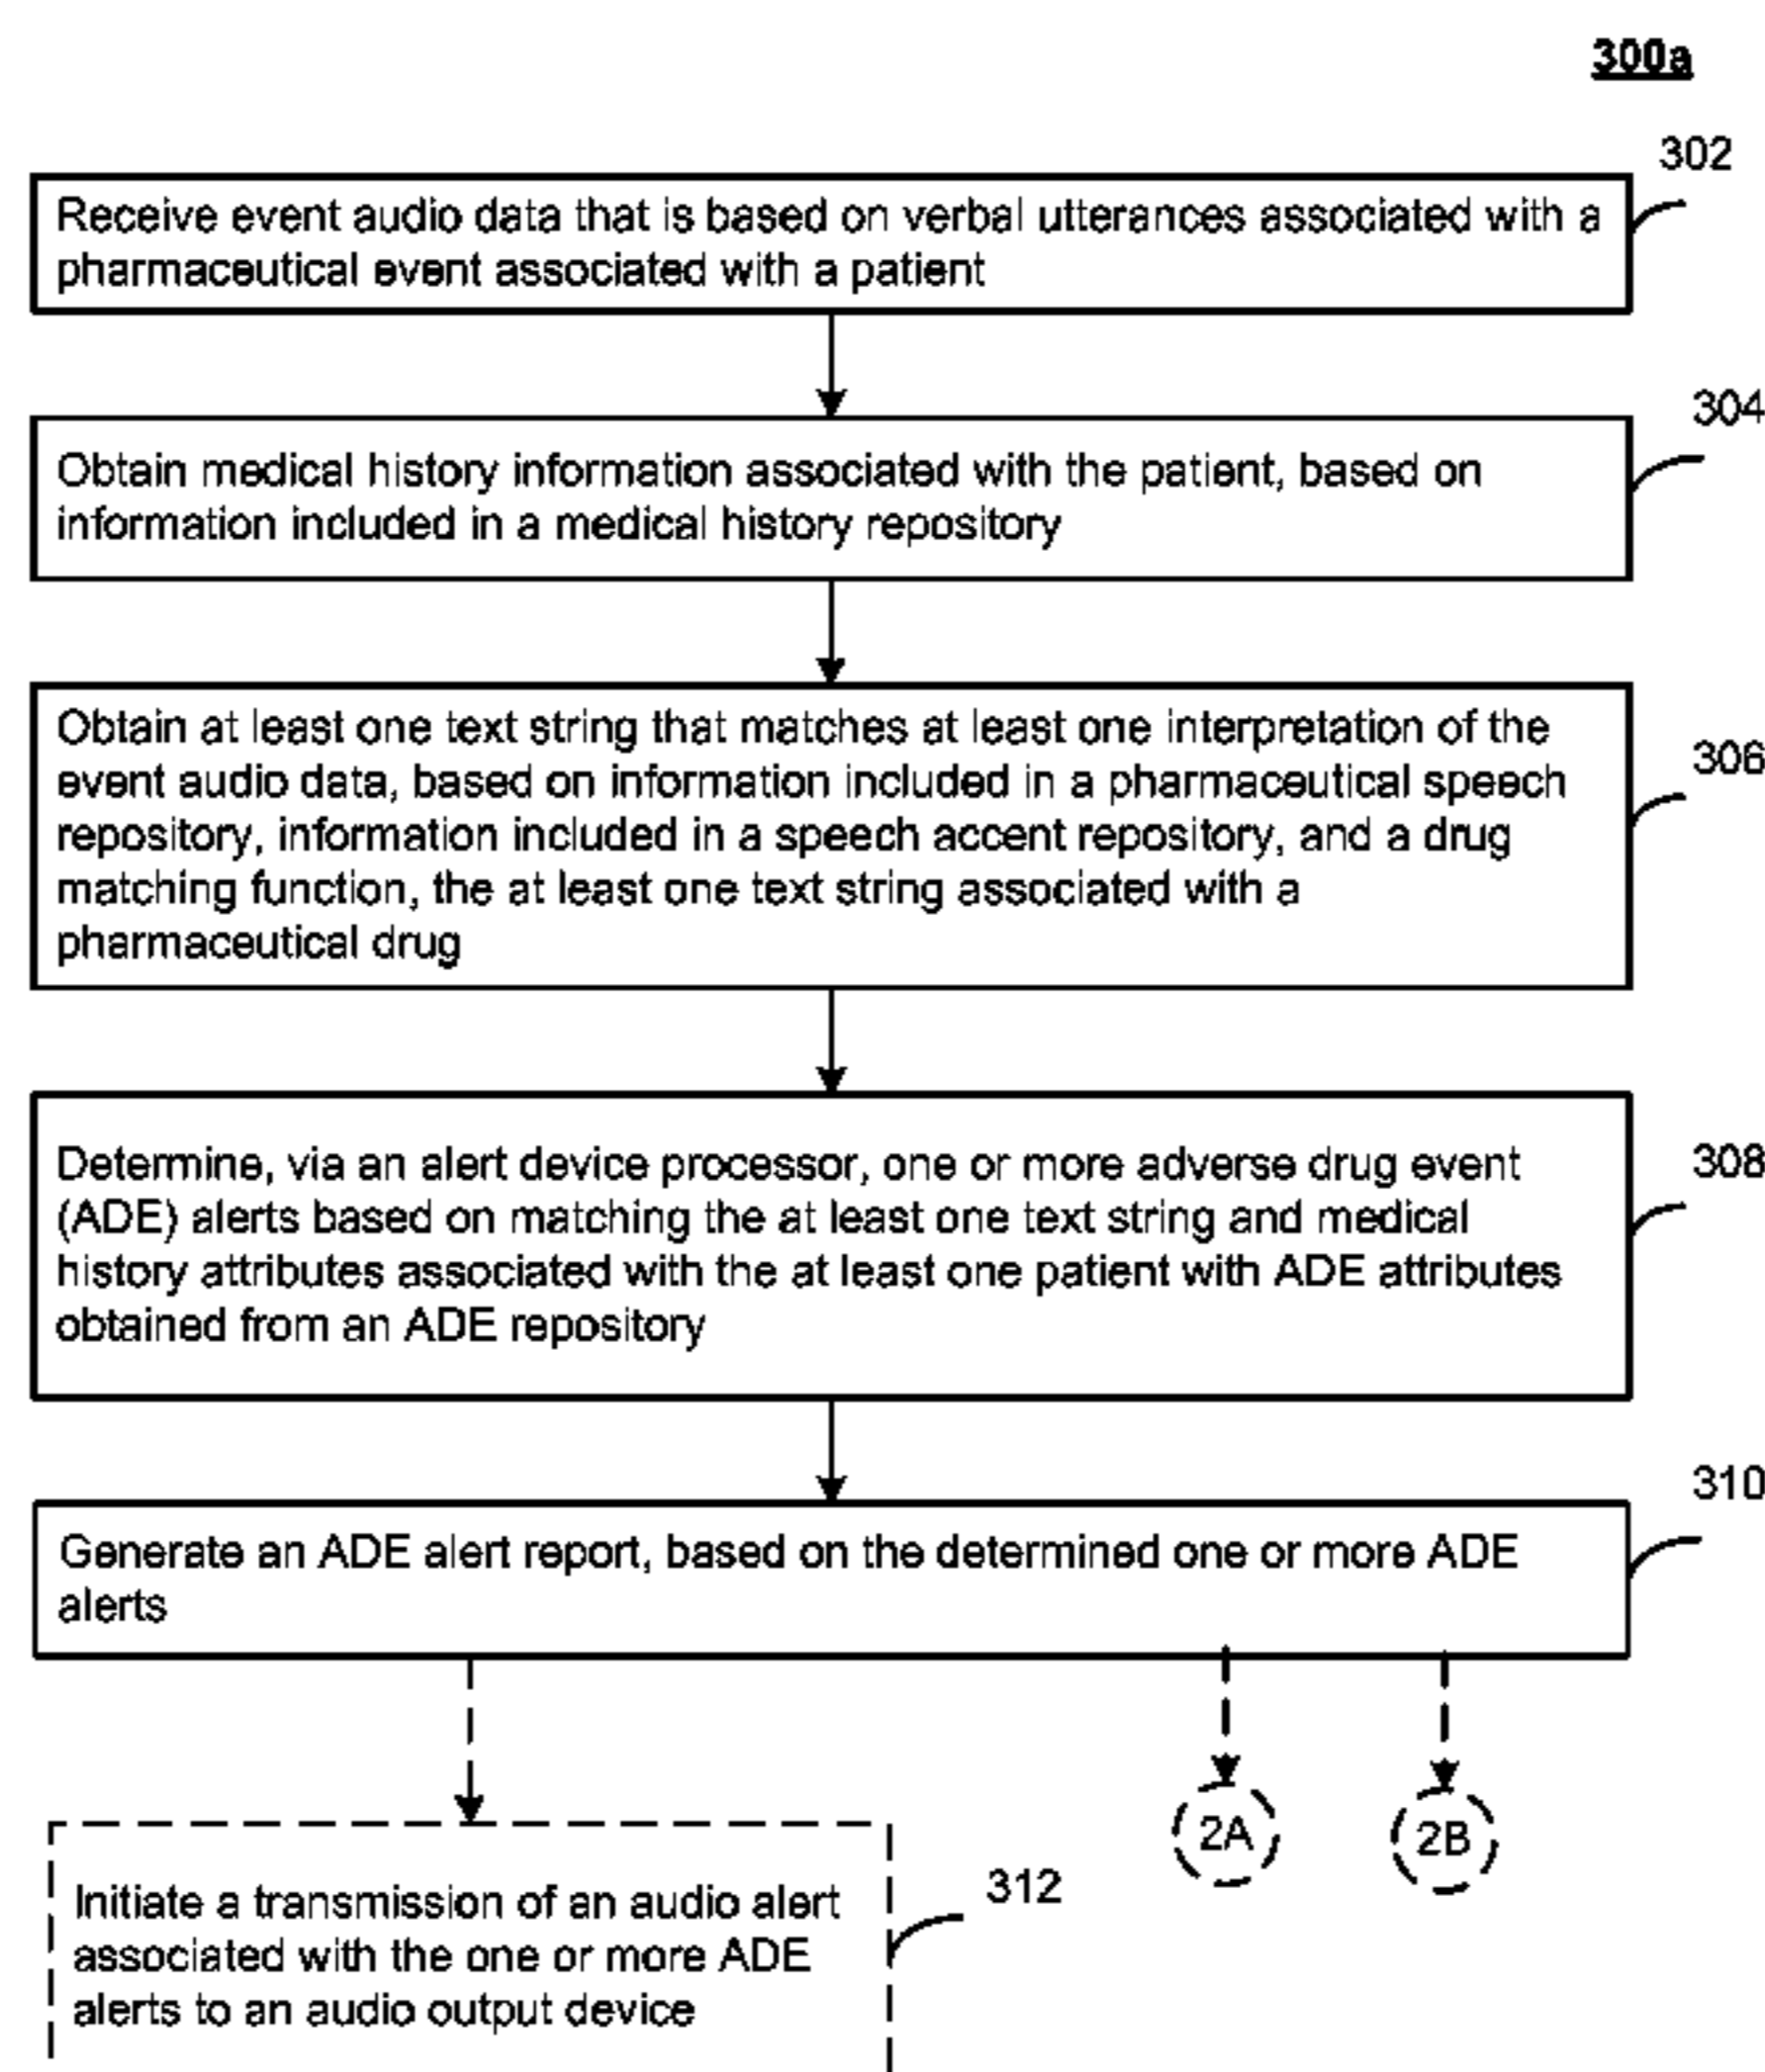 300a
302
Receive event audio data that is based on verbal utterances associated with a
pharmaceutical event associated with a patient
304
Obtain medical history information associated with the patient, based on
information included in a medical history repository
306
Obtain at least one text string that matches at least one interpretation of the
event audio data, based on information included in a pharmaceutical speech
repository, information included in a speech accent repository, and a drug
matching function, the at least one text string associated with a
pharmaceutical drug
308
Determine, via an alert device processor, one or more adverse drug event
(ADE) alerts based on matching the at least one text string and medical
history attributes associated with the at least one patient with ADE attributes
obtained from an ADE repository
310
Generate an ADE alert report, based on the determined one or more ADE
alerts
2A
2B
312
Initiate a transmission of an audio alert
associated with the one or more ADE
alerts to an audio output device